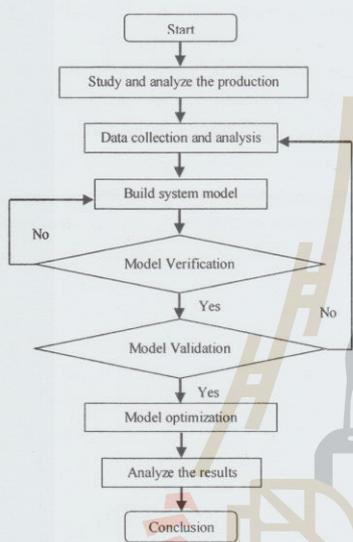 Start
Study and analyze the production
Data collection and analysis
Build system model
No
Model Verification
Yes
No
Model Validation
Yes
Model optimization
Analyze the results
Conclusion